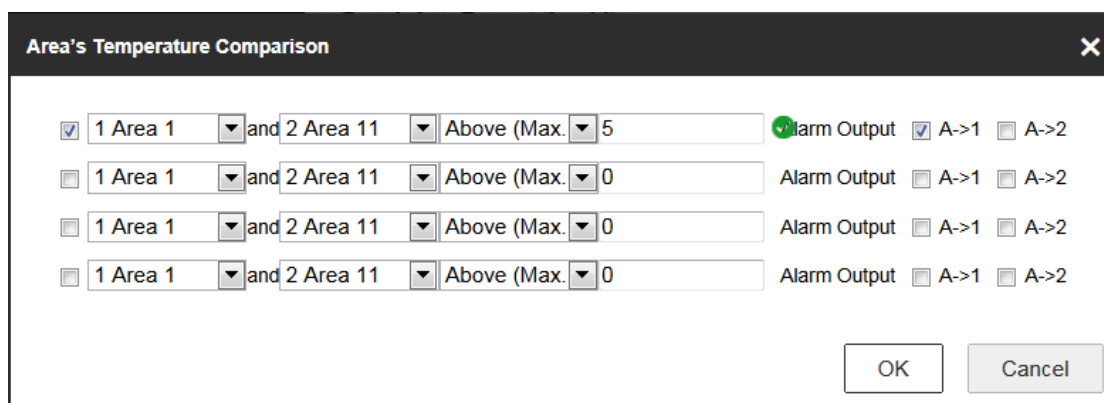 Area's Temperature Comparison
1 Area 1 and 2 Area 11 Above (Max. 5 Alarm Output A->1 A->2
1 Area 1 and 2 Area 11 Above (Max. 0 Alarm Output A->1 A->2
1 Area 1 and 2 Area 11 Above (Max. 0 Alarm Output A->1 A->2
1 Area 1 and 2 Area 11 Above (Max. 0 Alarm Output A->1 A->2
OK Cancel